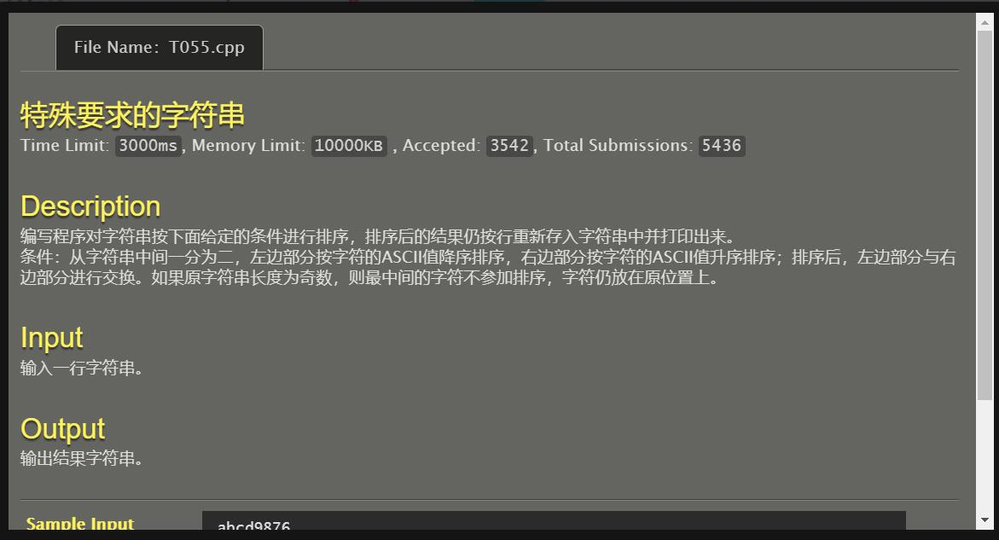 File Name：T055.cpp
特殊要求的字符串
Time Limit: 3000ms, Memory Limit: 10000KB , Accepted: 3542, Total Submissions: 5436
Description
编写程序对字符串按下面给定的条件进行排序，排序后的结果仍按行重新存入字符串中并打印出来。
条件：从字符串中间一分为二，左边部分按字符的ASCII值降序排序，右边部分按字符的ASCII值升序排序；排序后，左边部分与右
边部分进行交换。如果原字符串长度为奇数，则最中间的字符不参加排序，字符仍放在原位置上。
Input
输入一行字符串。
Output
输出结果字符串。
Sample Input abcd9876